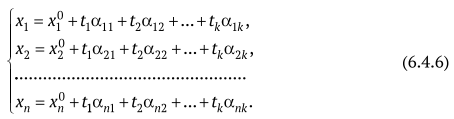 x₁ = x₁⁰ + t₁α₁₁ + t₂α₁₂ + ... + tₖα₁ₖ,
x₂ = x₂⁰ + t₁α₂₁ + t₂α₂₂ + ... + tₖα₂ₖ,
.................................................
(6.4.6)
xₙ = xₙ⁰ + t₁αₙ₁ + t₂αₙ₂ + ... + tₖαₙₖ.